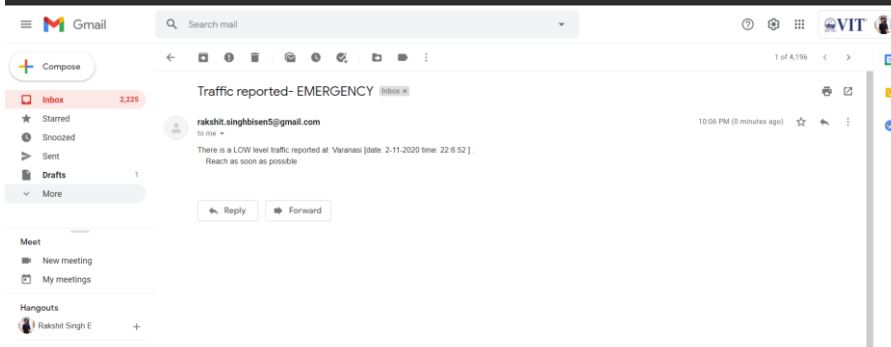 Gmail
Search mail
VIT
Compose
1 of 4,196
Inbox 2,225
Starred
Snoozed
Sent
Drafts 1
More
Traffic reported- EMERGENCY Inbox x
rakshit.singhbisen5@gmail.com 10:06 PM (0 minutes ago)
to me
There is a LOW level traffic reported at Varanasi [date: 2-11-2020 time: 22:6:52 ] .
Reach as soon as possible
Reply Forward
Meet
New meeting
My meetings
Hangouts
Rakshit Singh E +